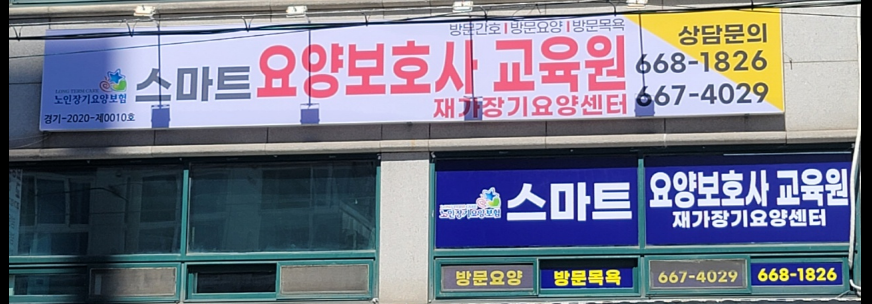 방문간호 | 방문요양 | 방문목욕
상담문의
스마트 요양보호사 교육원
668-1826
LONG TERM CARE
노인장기요양보험
재가장기요양센터
667-4029
경기-2020-제0010호
노인장기요양보험
스마트
요양보호사 교육원
재가장기요양센터
방문요양
방문목욕
667-4029
668-1826